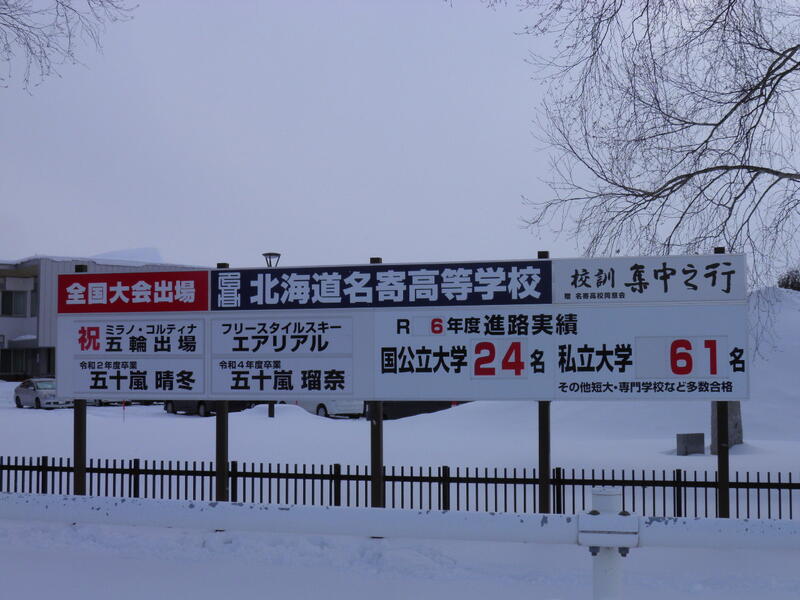 全国大会出場
北海道名寄高等学校
校訓 集中之行
贈 名寄高校同窓会
祝 ミラノ・コルティナ
五輪出場
令和2年度卒業
五十嵐 晴冬
フリースタイルスキー
エアリアル
令和4年度卒業
五十嵐 瑠奈
R 6年度進路実績
国公立大学24名 私立大学 61名
その他短大・専門学校など多数合格